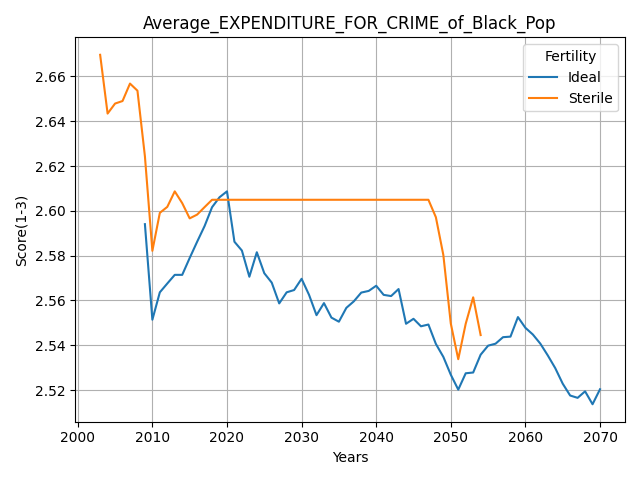 Average_EXPENDITURE_FOR_CRIME_of_Black_Pop
Fertility
Ideal
Sterile
2.66
2.64
2.62
2.60
2.58
2.56
2.54
2.52
Score(1-3)
2000 2010 2020 2030 2040 2050 2060 2070
Years